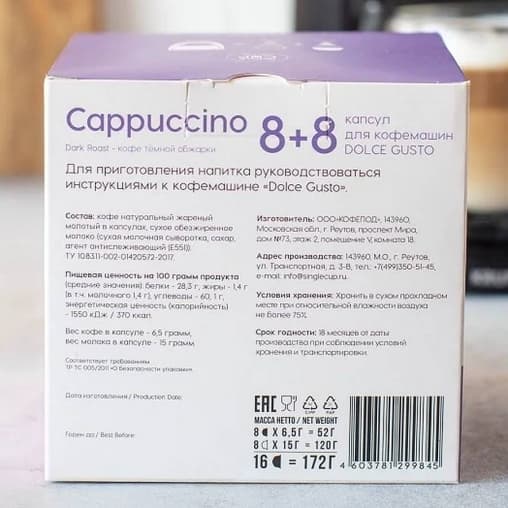 Cappuccino
Dark Roast - кофе тёмной обжарки
8+8
капсул
для кофемашин
DOLCE GUSTO
Для приготовления напитка руководствоваться
инструкциями к кофемашине «Dolce Gusto».
Состав: кофе натуральный жареный
молотый в капсулах, сухое обезжиренное
молоко (сухая молочная сыворотка, сахар,
агент антислеживающий (Е551)).
ТУ 10.83.11-002-01420572-2017.
Пищевая ценность на 100 грамм продукта
(средние значения): белки - 28,3 г, жиры - 1,4 г
(в т.ч. молочного 1,4 г), углеводы - 60, 1 г,
энергетическая ценность (калорийность)
- 1550 кДж / 370 ккал.
Вес кофе в капсуле - 6,5 грамм,
вес молока в капсуле - 15 грамм
Соответствует требованиям
ТР ТС 005/2011 «О безопасности упаковки».
Дата изготовления / Production Date:
Годен до / Best Before:
Изготовитель: ООО«КОФЕПОД», 143960,
Московская обл., г. Реутов, проспект Мира,
дом №73, этаж 2, помещение V, комната 18.
143960, М.О., г. Реутов,
ул. Транспортная, д. 3-В, тел.: +7(499)350-51-45,
e-mail: info@singlecup.ru
Условия хранения: Хранить в сухом прохладном
месте при относительной влажности воздуха
не более 75%.
Срок годности: 18 месяцев от даты
производства при соблюдении условий
хранения и транспортировки.
EAC
МАССА НЕТТО / NET WEIGHT
8 X 6,5Г = 52Г
8 X 15Г = 120Г
16 = 172Г
4 603781 299845